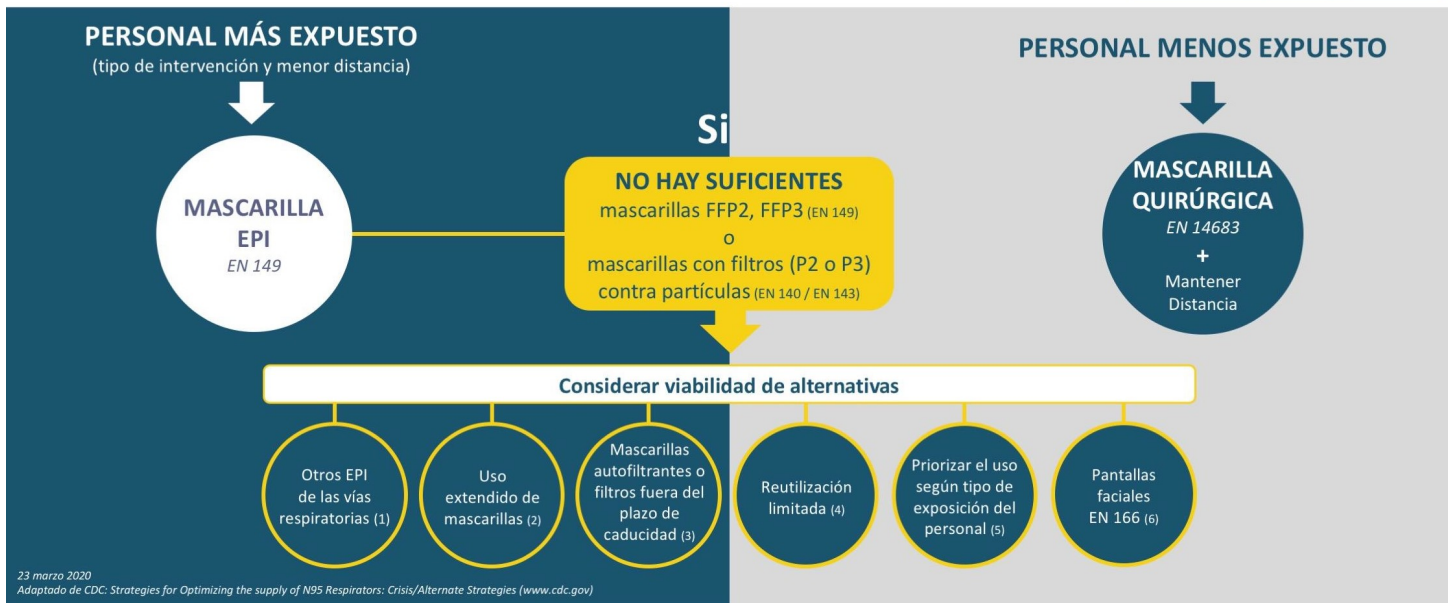 PERSONAL MÁS EXPUESTO
(tipo de intervención y menor distancia)
MASCARILLA
EPI
EN 149
PERSONAL MENOS EXPUESTO
MASCARILLA
QUIRÚRGICA
EN 14683
+
Mantener
Distancia
Si
NO HAY SUFICIENTES
mascarillas FFP2, FFP3 (EN 149)
o
mascarillas con filtros (P2 o P3)
contra partículas (EN 140 / EN 143)
Considerar viabilidad de alternativas
Otros EPI
de las vías
respiratorias (1)
Uso
extendido de
mascarillas (2)
Mascarillas
autofiltrantes o
filtros fuera del
plazo de
caducidad (3)
Reutilización
limitada (4)
Priorizar el uso
según tipo de
exposición del
personal (5)
Pantallas
faciales
EN 166 (6)
23 marzo 2020
Adaptado de CDC: Strategies for Optimizing the supply of N95 Respirators: Crisis/Alternate Strategies (www.cdc.gov)